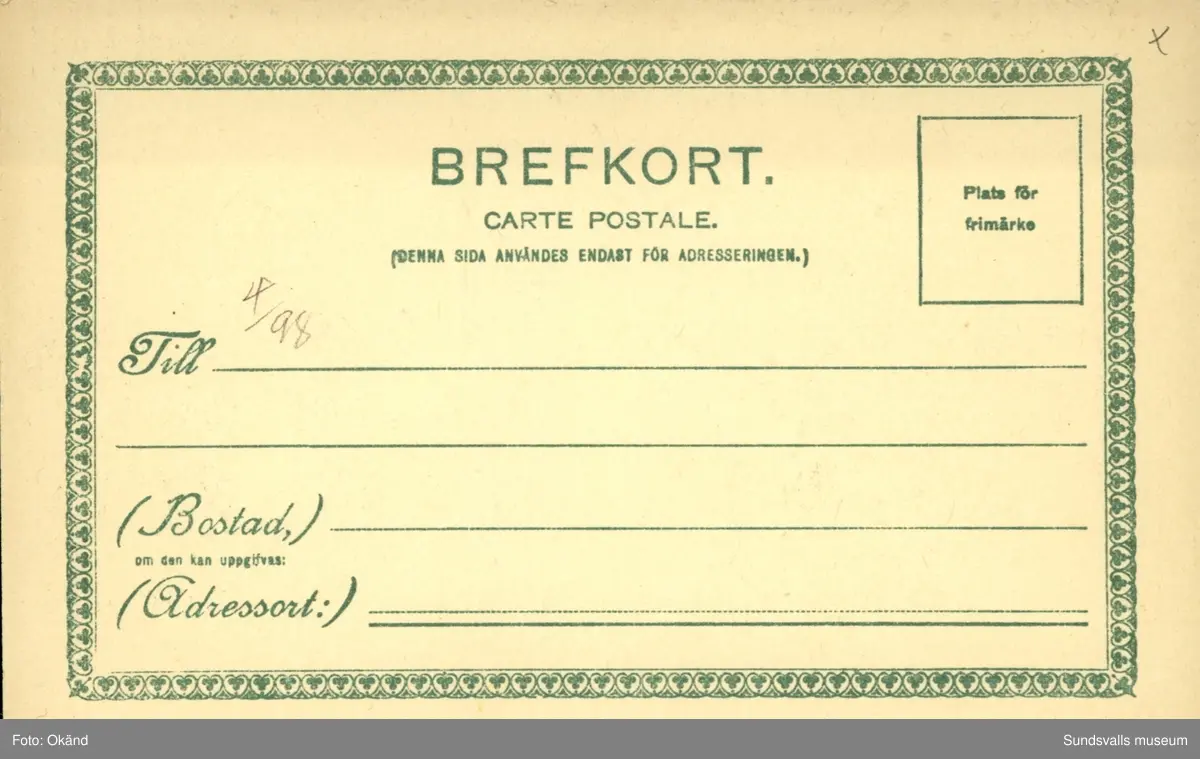 x
BREFKORT.
CARTE POSTALE.
(DENNA SIDA ANVÄNDES ENDAST FÖR ADRESSERINGEN.)
Plats för
frimärke
4/98
Till
(Bostad,)
om den kan uppgifvas:
(Adressort:)
Foto: Okänd
Sundsvalls museum